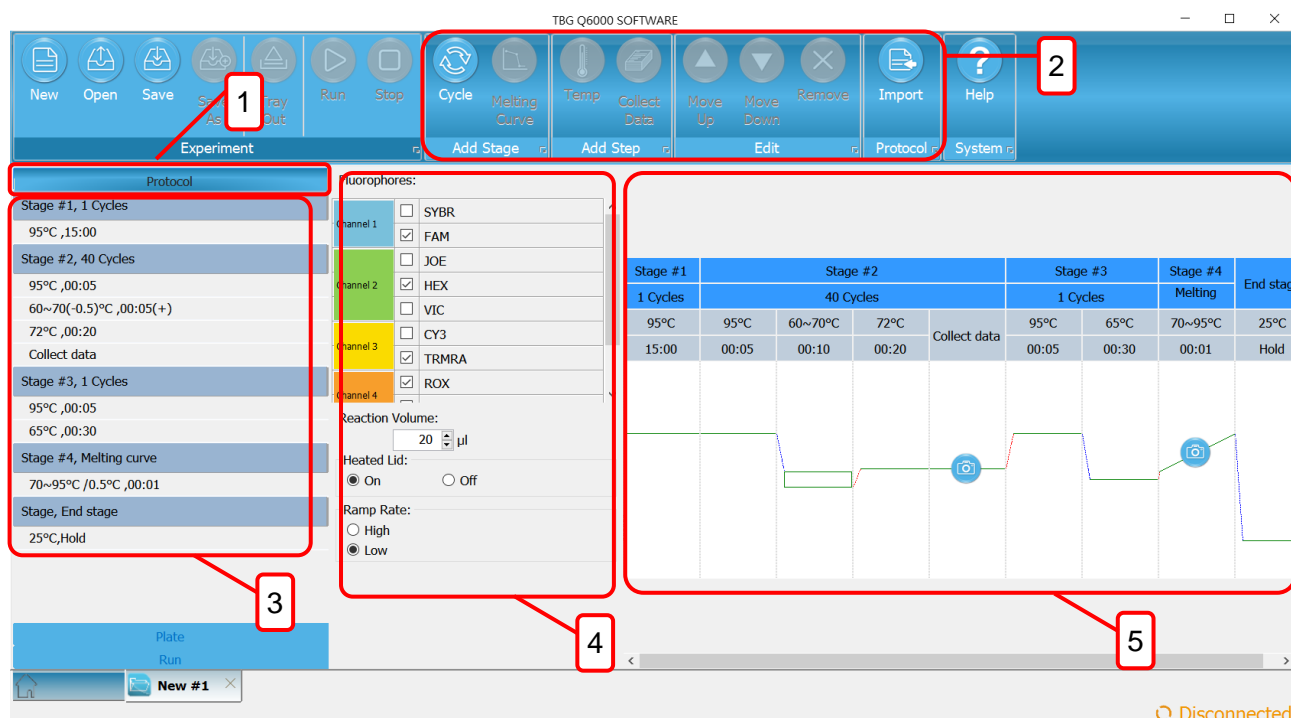 TBG Q6000 SOFTWARE
New Open Save Save As Tray Out Run Stop
Experiment
Cycle Melting Curve
Add Stage
Temp Collect Data
Add Step
Move Up Move Down Remove
Edit
Import
Protocol
Help
System
1
2
Protocol
Stage #1, 1 Cycles
95°C ,15:00
Stage #2, 40 Cycles
95°C ,00:05
60~70(-0.5)°C ,00:05(+)
72°C ,00:20
Collect data
Stage #3, 1 Cycles
95°C ,00:05
65°C ,00:30
Stage #4, Melting curve
70~95°C /0.5°C ,00:01
Stage, End stage
25°C,Hold
3
Plate
Run
Fluorophores:
Channel 1
SYBR
FAM
Channel 2
JOE
HEX
VIC
Channel 3
CY3
TRMRA
Channel 4
ROX
Reaction Volume:
20 µl
Heated Lid:
On Off
Ramp Rate:
High
Low
4
Stage #1 Stage #2 Stage #3 Stage #4 End stag
1 Cycles 40 Cycles 1 Cycles Melting
95°C 95°C 60~70°C 72°C Collect data 95°C 65°C 70~95°C 25°C
15:00 00:05 00:10 00:20 00:05 00:30 00:01 Hold
5
New #1
Disconnected